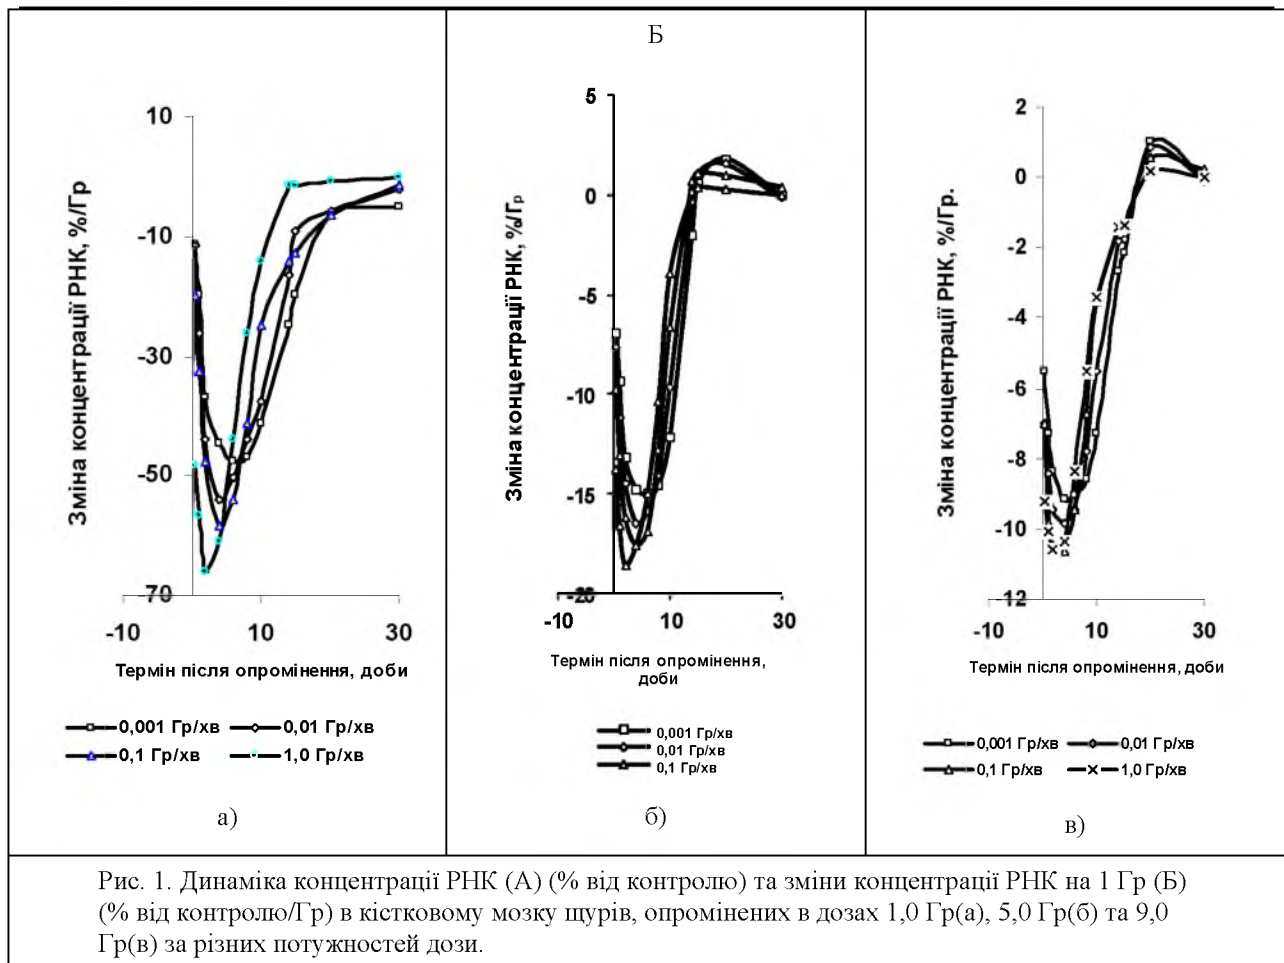 Б
10
-10
-30
-50
-70
-10
10
30
Зміна концентрації РНК, %/Гр
Термін після опромінення, доби
0,001 Гр/хв 0,01 Гр/хв
0,1 Гр/хв 1,0 Гр/хв
а)
5
0
-5
-10
-15
-20
-10
10
30
Зміна концентрації РНК, %/Гр
Термін після опромінення,
доби
0,001 Гр/хв
0,01 Гр/хв
0,1 Гр/хв
б)
2
0
-2
-4
-6
-8
-10
-12
-10
10
30
Зміна концентрації РНК, %/Гр.
Термін після опромінення, доби
0,001 Гр/хв 0,01 Гр/хв
0,1 Гр/хв 1,0 Гр/хв
в)
Рис. 1. Динаміка концентрації РНК (А) (% від контролю) та зміни концентрації РНК на 1 Гр (Б)
(% від контролю/Гр) в кістковому мозку щурів, опромінених в дозах 1,0 Гр(а), 5,0 Гр(б) та 9,0
Гр(в) за різних потужностей дози.